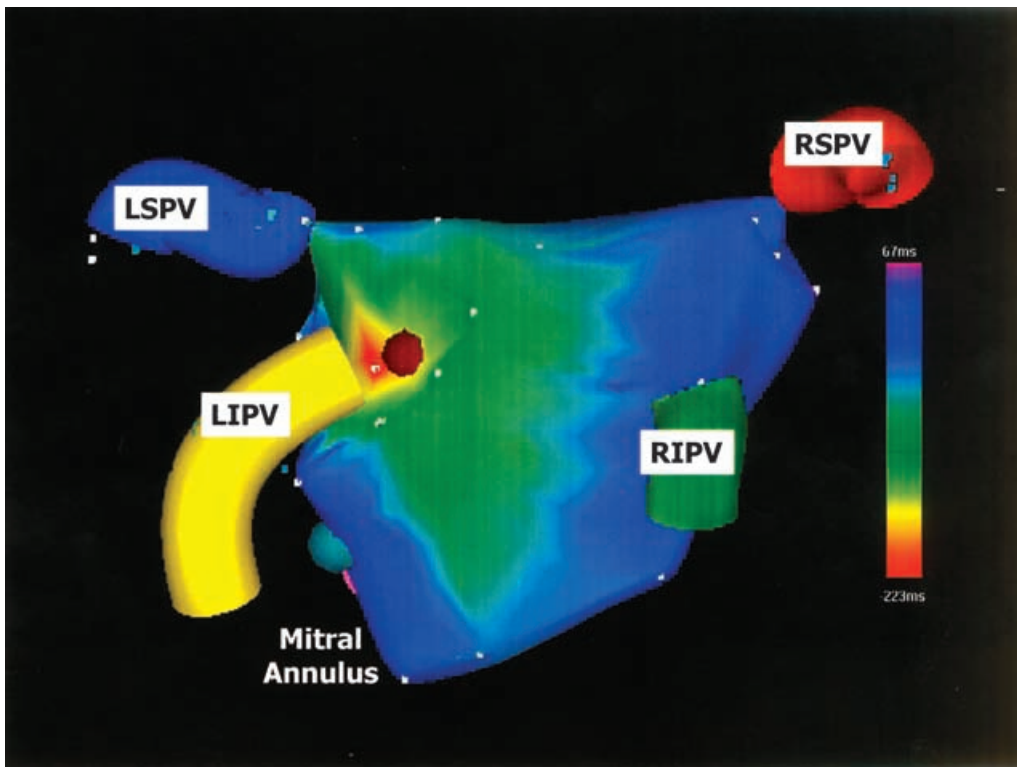 RSPV
LSPV
67ms
LIPV
RIPV
-223ms
Mitral
Annulus